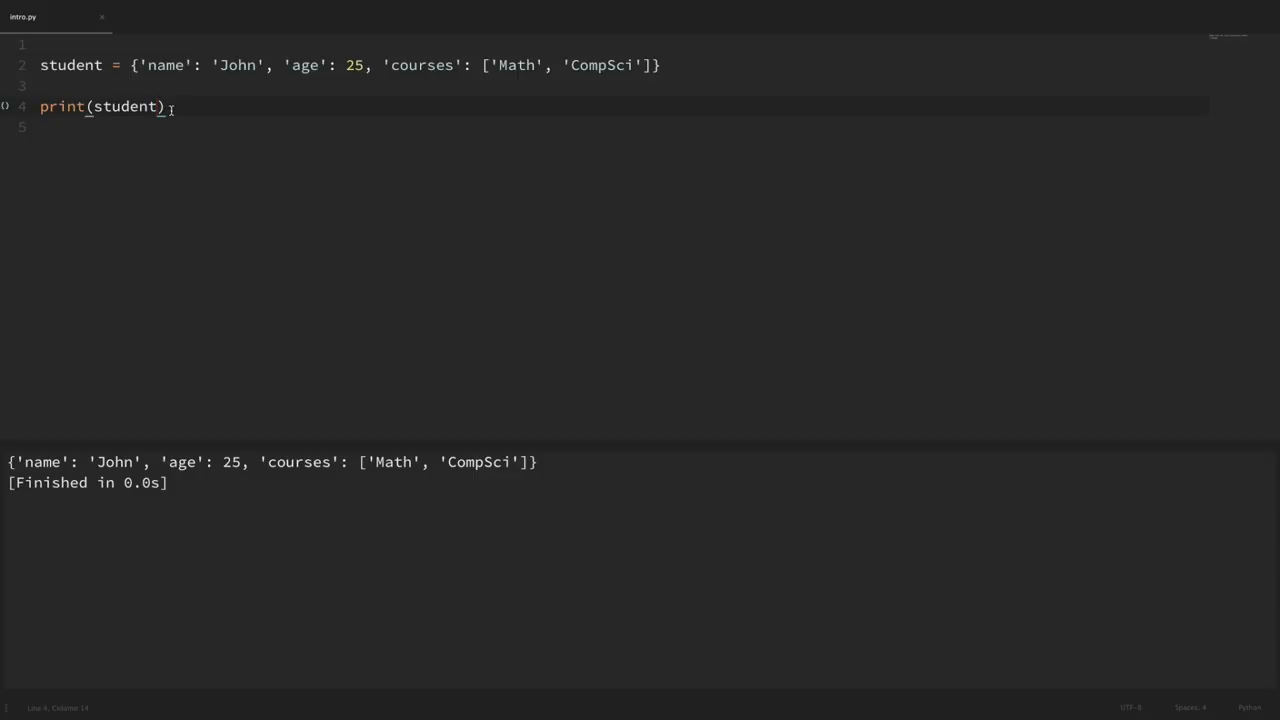 intro.py ×
1
2 student = {'name': 'John', 'age': 25, 'courses': ['Math', 'CompSci']}
3
{} 4 print(student)
5
{'name': 'John', 'age': 25, 'courses': ['Math', 'CompSci']}
[Finished in 0.0s]
Line 4, Column 14 UTF-8 Spaces: 4 Python